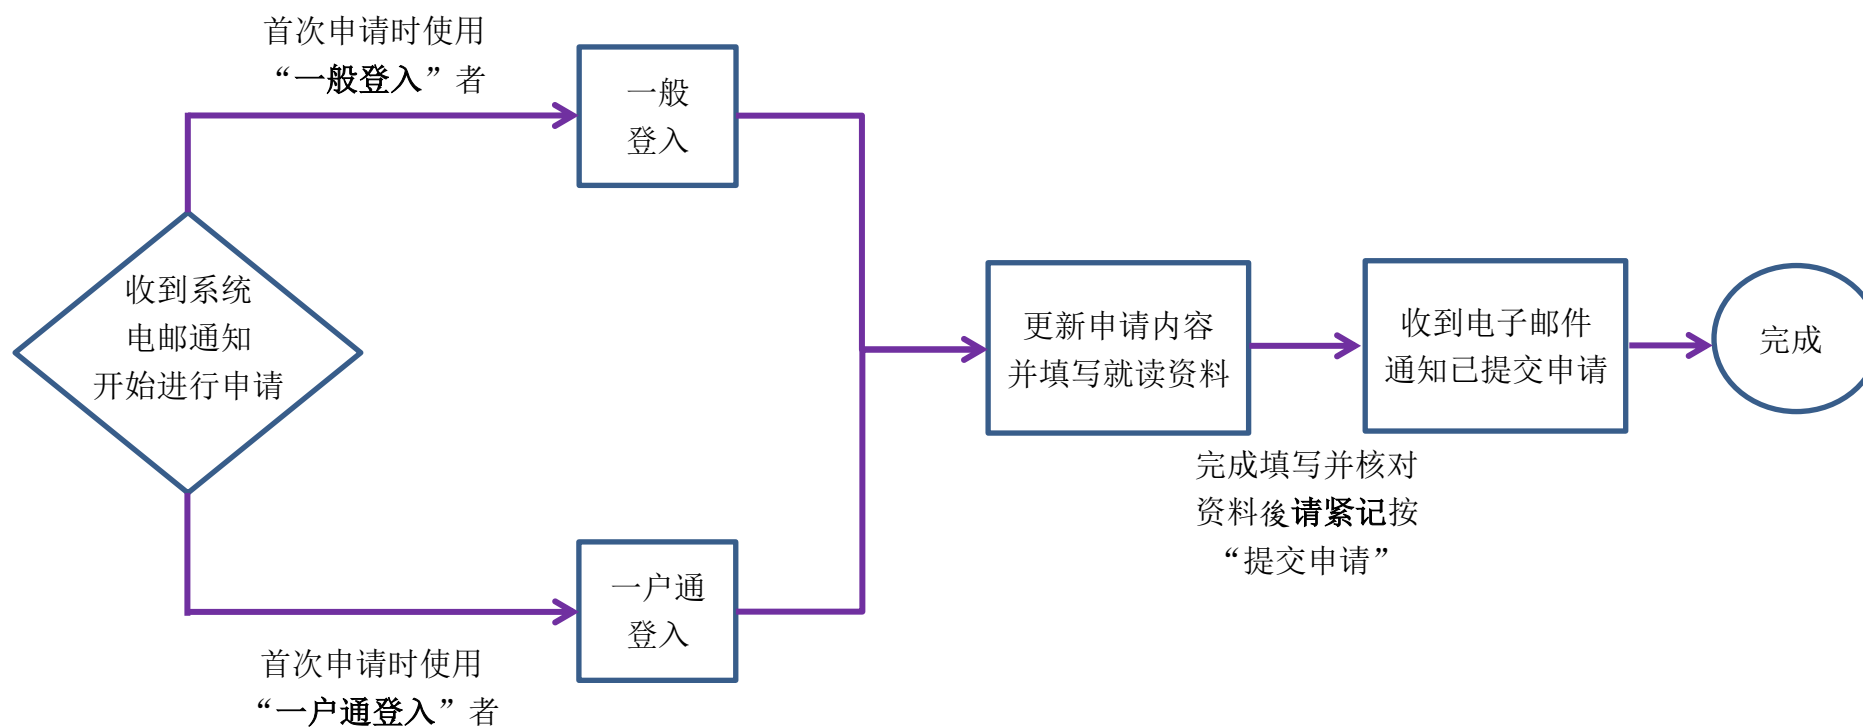 首次申请时使用
“一般登入”者
一般
登入
收到系统
电邮通知
开始进行申请
更新申请内容
并填写就读资料
收到电子邮件
通知已提交申请
完成
完成填写并核对
资料後请紧记按
“提交申请”
一户通
登入
首次申请时使用
“一户通登入”者